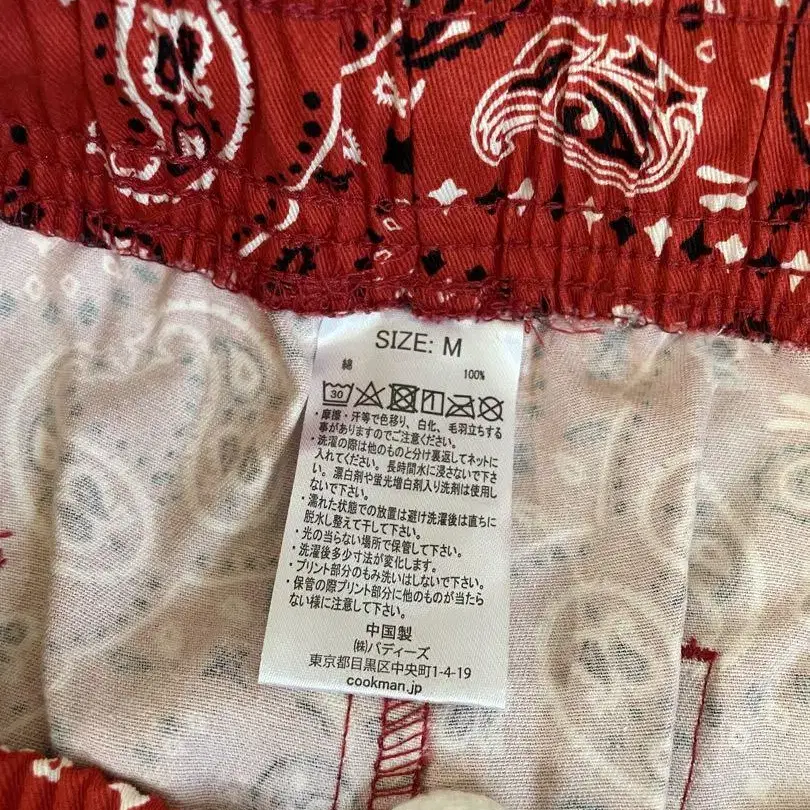 SIZE: M
綿 100%
30
・摩擦・汗等で色移り、白化、毛羽立ちする
事がありますのでご注意ください。
・洗濯の際は他のものと分け裏返してネットに
入れてください。長時間水に浸さないで下さ
い。漂白剤や蛍光増白剤入り洗剤は使用し
ないで下さい。
・濡れた状態での放置は避け洗濯後は直ちに
脱水し整えて干して下さい。
・光の当らない場所で保管して下さい。
・洗濯後多少寸法が変化します。
・プリント部分のもみ洗いはしないで下さい。
・保管の際プリント部分に他のものが当たら
ない様に注意して下さい。
中国製
㈱バディーズ
東京都目黒区中央町1-4-19
cookman.jp